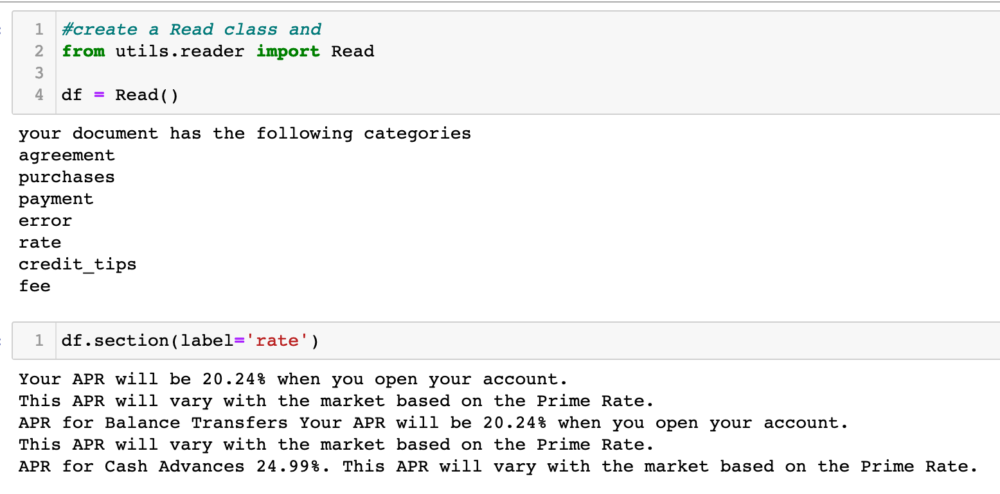 1 #create a Read class and
2 from utils.reader import Read
3
4 df = Read()
your document has the following categories
agreement
purchases
payment
error
rate
credit_tips
fee
1 df.section(label='rate')
Your APR will be 20.24% when you open your account.
This APR will vary with the market based on the Prime Rate.
APR for Balance Transfers Your APR will be 20.24% when you open your account.
This APR will vary with the market based on the Prime Rate.
APR for Cash Advances 24.99%. This APR will vary with the market based on the Prime Rate.